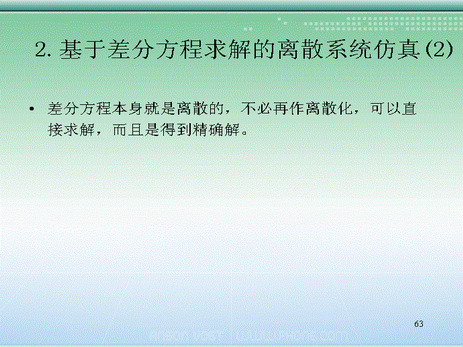 2.基于差分方程求解的离散系统仿真(2)
• 差分方程本身就是离散的，不必再作离散化，可以直
接求解，而且是得到精确解。
63